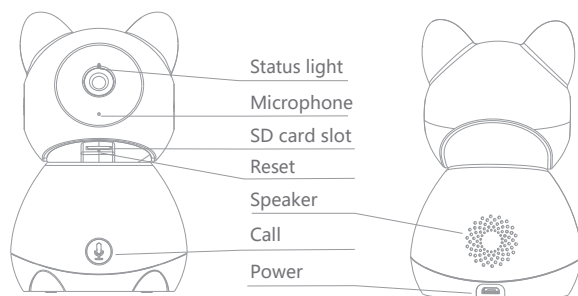 Status light
Microphone
SD card slot
Reset
Speaker
Call
Power